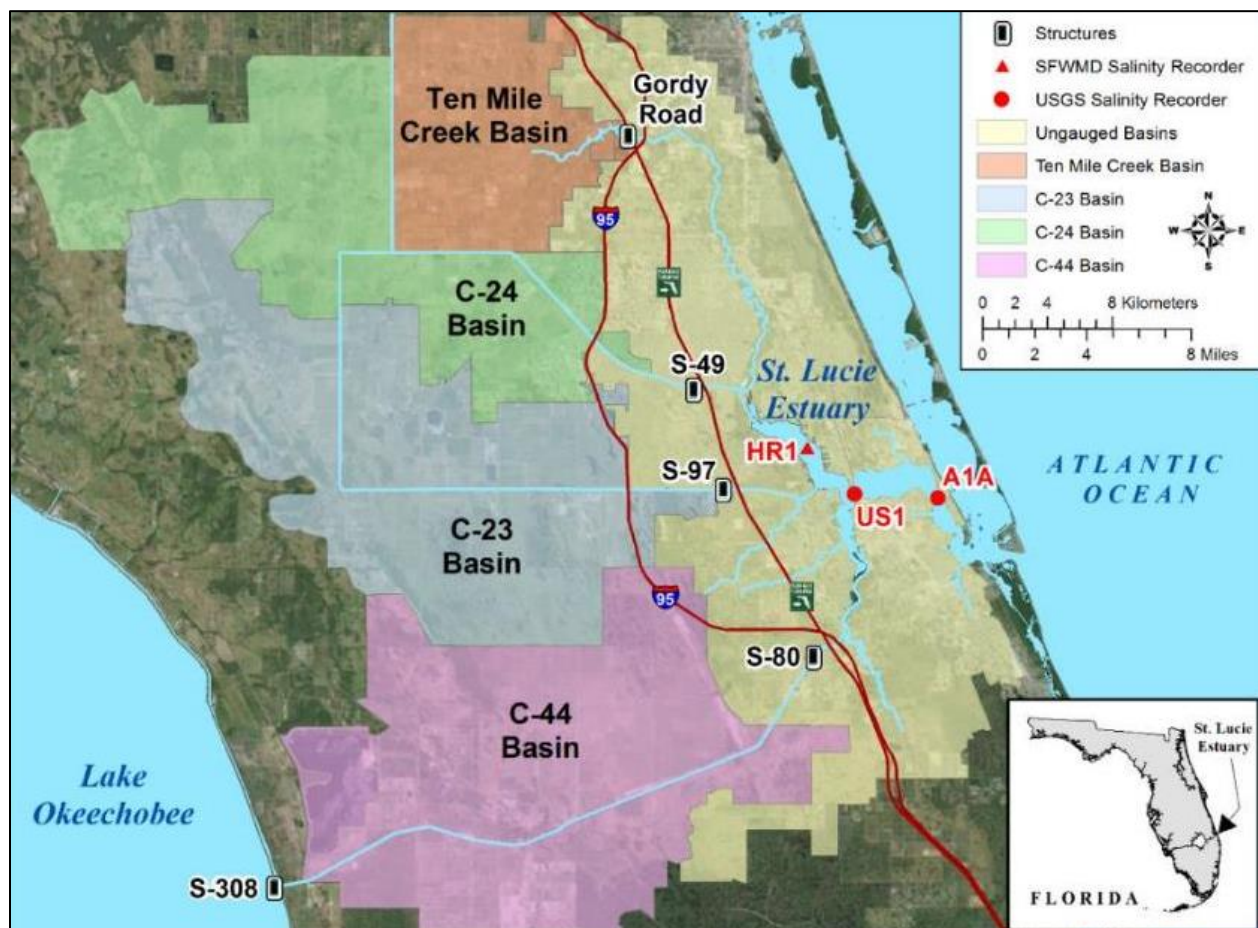 Structures
SFWMD Salinity Recorder
USGS Salinity Recorder
Ungauged Basins
Ten Mile Creek Basin
C-23 Basin
C-24 Basin
C-44 Basin
N
W E
S
0 2 4 8 Kilometers
0 2 4 8 Miles
Gordy
Road
Ten Mile
Creek Basin
95
C-24
Basin
S-49
St. Lucie
Estuary
HR1
S-97
A1A
US1
ATLANTIC
OCEAN
C-23
Basin
95
S-80
C-44
Basin
Lake
Okeechobee
S-308
St. Lucie
Estuary
FLORIDA